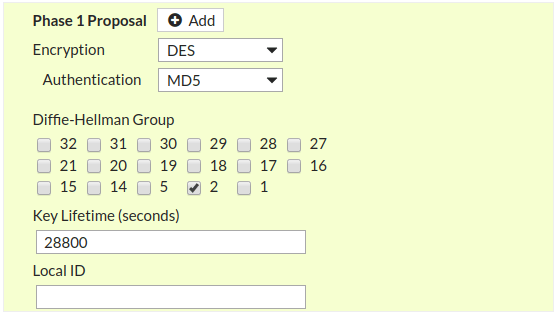 Phase 1 Proposal Add
Encryption DES
Authentication MD5
Diffie-Hellman Group
32 31 30 29 28 27
21 20 19 18 17 16
15 14 5 2 1
Key Lifetime (seconds)
28800
Local ID